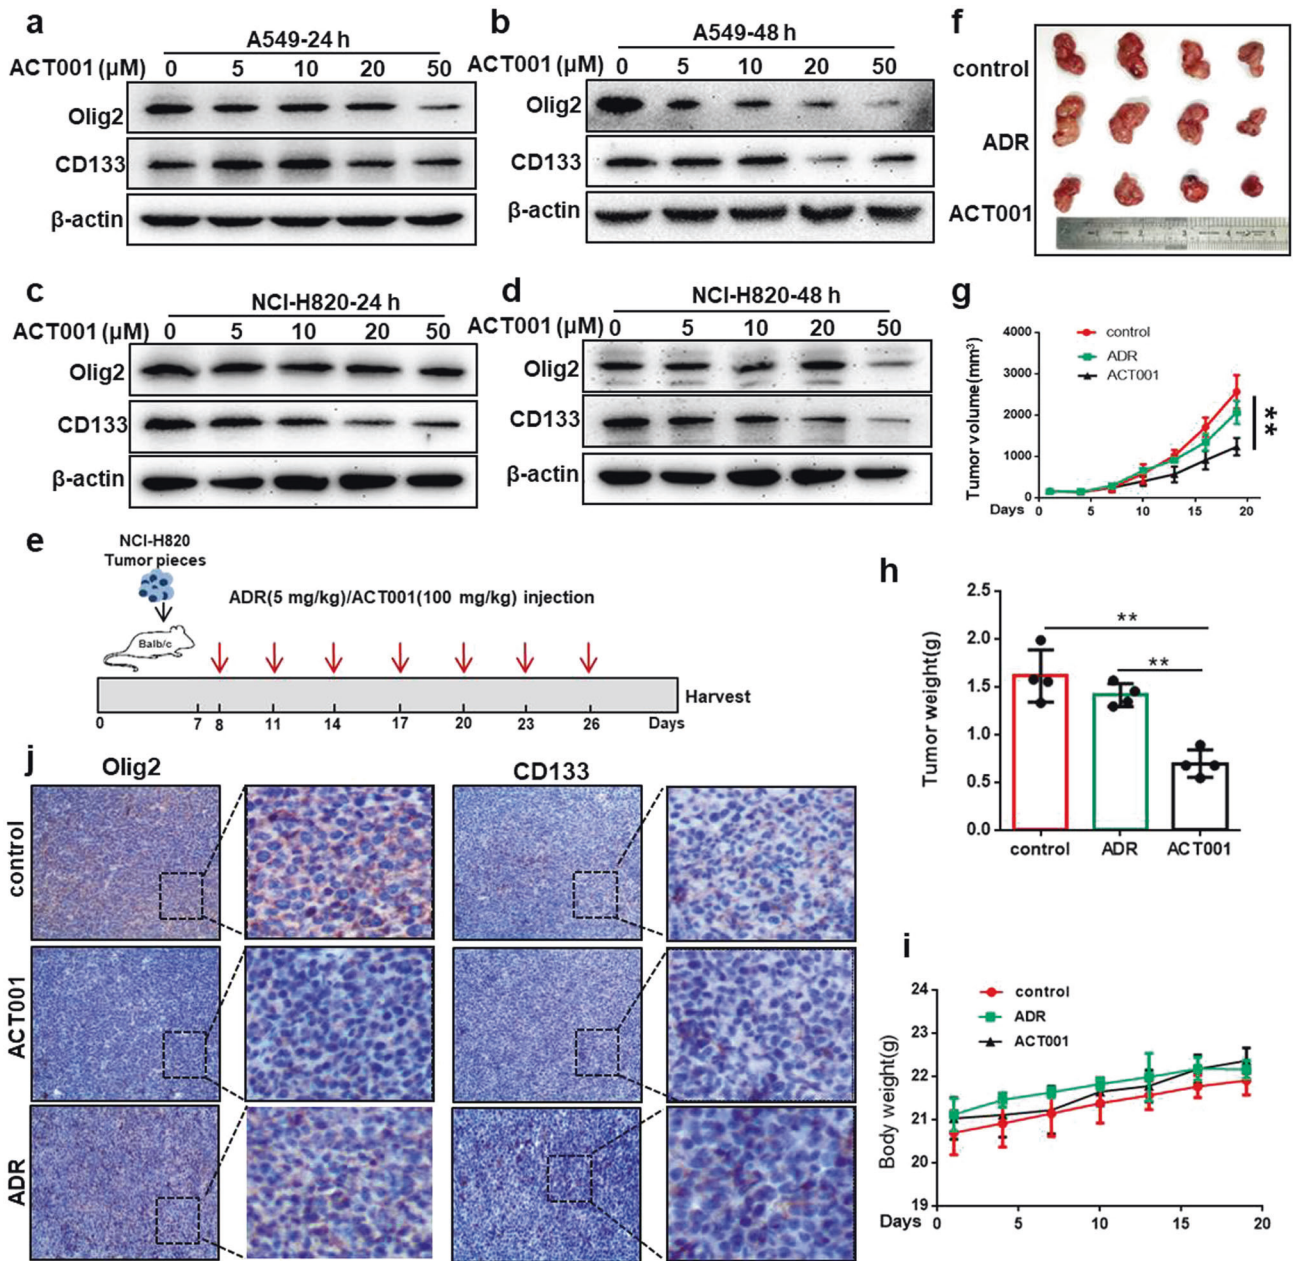 a
A549-24 h
ACT001 (μM) 0 5 10 20 50
Olig2
CD133
β-actin
b
A549-48 h
ACT001 (μM) 0 5 10 20 50
Olig2
CD133
β-actin
c
NCI-H820-24 h
ACT001 (μM) 0 5 10 20 50
Olig2
CD133
β-actin
d
NCI-H820-48 h
ACT001 (μM) 0 5 10 20 50
Olig2
CD133
β-actin
e
NCI-H820
Tumor pieces
ADR(5 mg/kg)/ACT001(100 mg/kg) injection
Balb/c
Harvest
0 7 8 11 14 17 20 23 26 Days
f
control
ADR
ACT001
1 2 3 4 5
g
control
ADR
ACT001
Tumor volume(mm³)
4000
3000
2000
1000
0
**
Days 0 5 10 15 20
h
Tumor weight(g)
2.5
2.0
1.5
1.0
0.5
0.0
**
**
control ADR ACT001
i
control
ADR
ACT001
Body weight(g)
24
23
22
21
20
19
Days 0 5 10 15 20
j
Olig2 CD133
control
ACT001
ADR